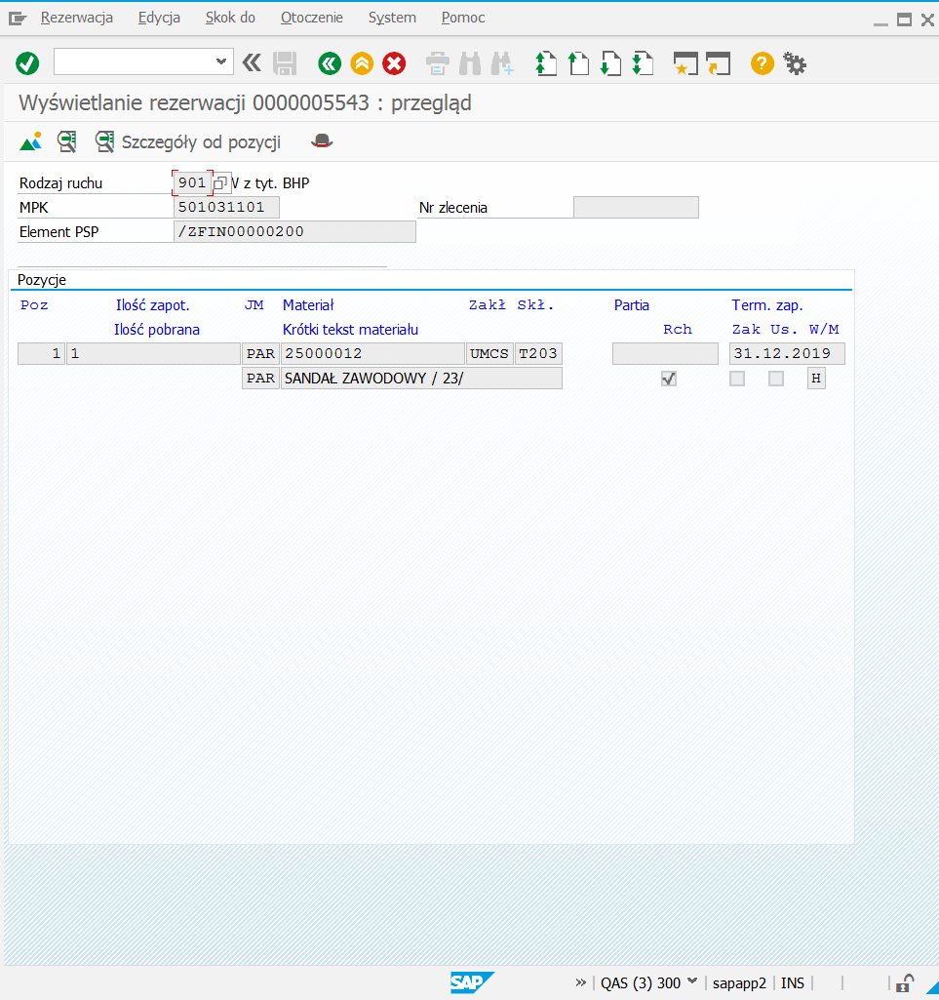 Rezerwacja Edycja Skok do Otoczenie System Pomoc
Wyświetlanie rezerwacji 0000005543 : przegląd
Szczegóły od pozycji
Rodzaj ruchu 901 W z tyt. BHP
MPK 501031101 Nr zlecenia
Element PSP /ZFIN00000200
Pozycje
Poz Ilość zapot. JM Materiał Zakł Skł. Partia Term. zap.
Ilość pobrana Krótki tekst materiału Rch Zak Us. W/M
1 1 PAR 25000012 UMCS T203 31.12.2019
PAR SANDAŁ ZAWODOWY / 23/ H
SAP » QAS (3) 300 sapapp2 INS